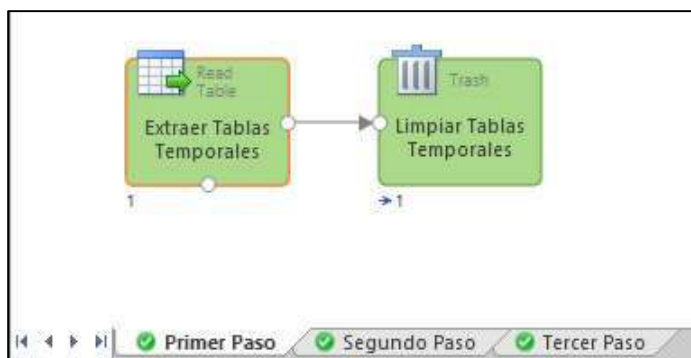 Read
Table
Extraer Tablas
Temporales
1
Trash
Limpiar Tablas
Temporales
1
Primer Paso
Segundo Paso
Tercer Paso